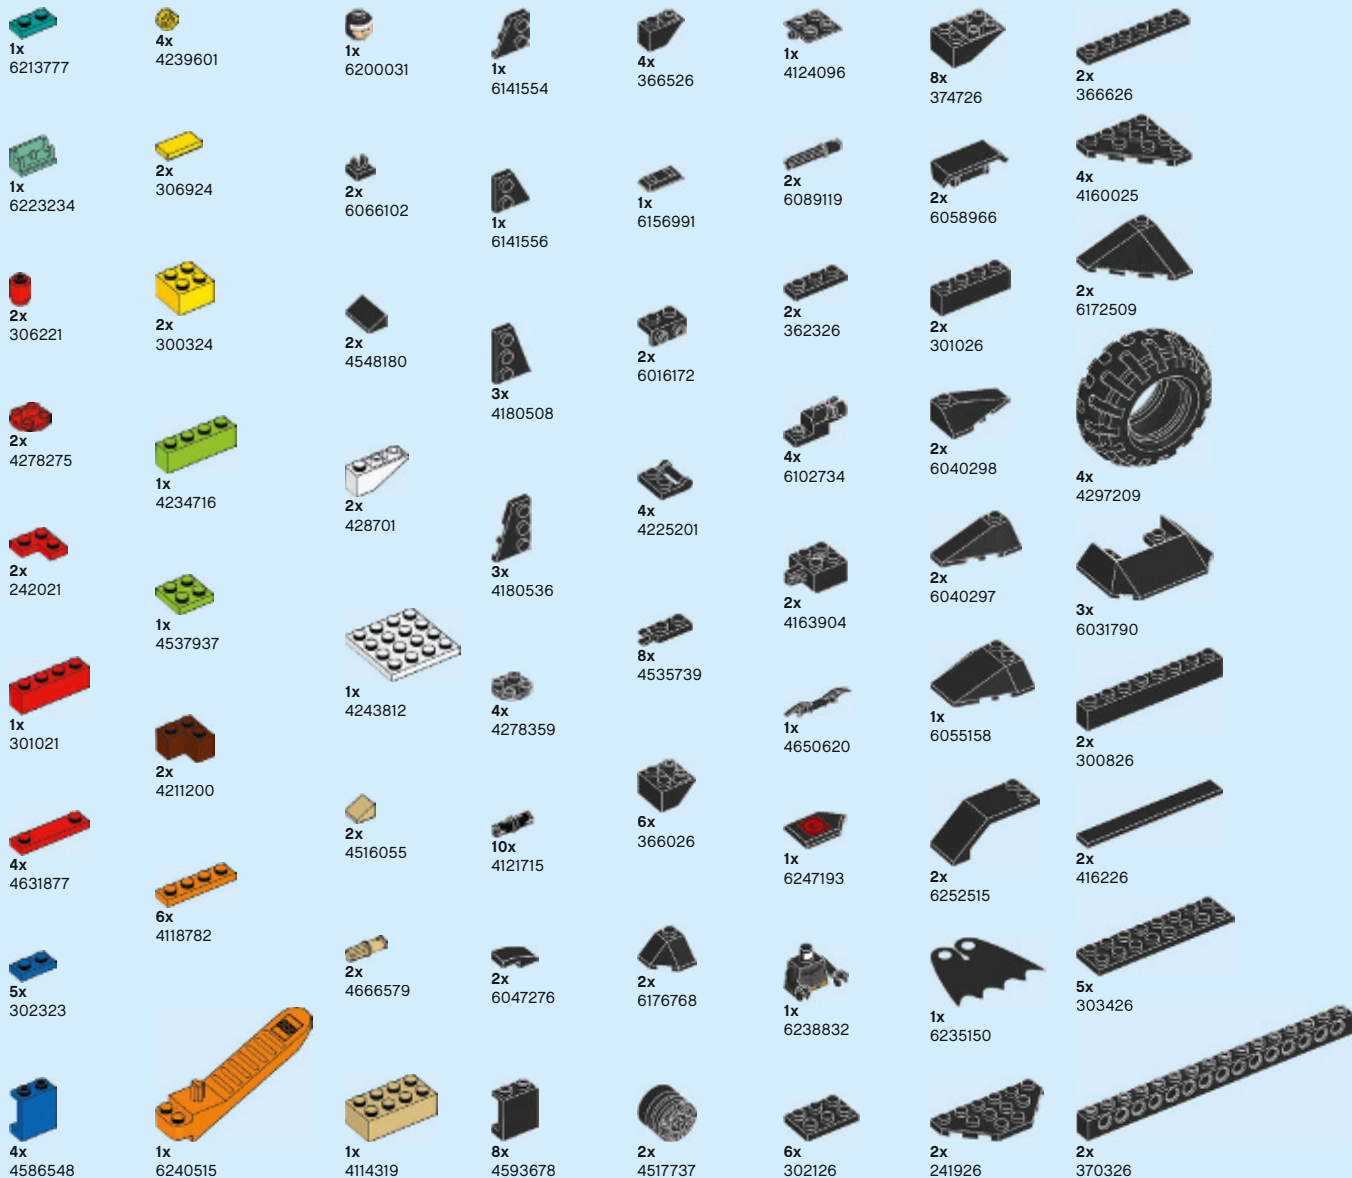 1x
6213777
1x
6223234
2x
306221
2x
4278275
2x
242021
1x
301021
4x
4631877
5x
302323
4x
4586548
4x
4239601
2x
306924
2x
300324
1x
4234716
1x
4537937
2x
4211200
6x
4118782
1x
6240515
1x
6200031
2x
6066102
2x
4548180
2x
428701
1x
4243812
2x
4516055
2x
4666579
1x
4114319
1x
6141554
1x
6141556
3x
4180508
3x
4180536
4x
4278359
10x
4121715
2x
6047276
8x
4593678
4x
366526
1x
6156991
2x
6016172
4x
4225201
8x
4535739
6x
366026
2x
6176768
2x
4517737
1x
4124096
2x
6089119
2x
362326
4x
6102734
2x
4163904
1x
4650620
1x
6247193
1x
6238832
6x
302126
8x
374726
2x
6058966
2x
301026
2x
6040298
2x
6040297
1x
6055158
2x
6252515
1x
6235150
2x
241926
2x
366626
4x
4160025
2x
6172509
4x
4297209
3x
6031790
2x
300826
2x
416226
5x
303426
2x
370326